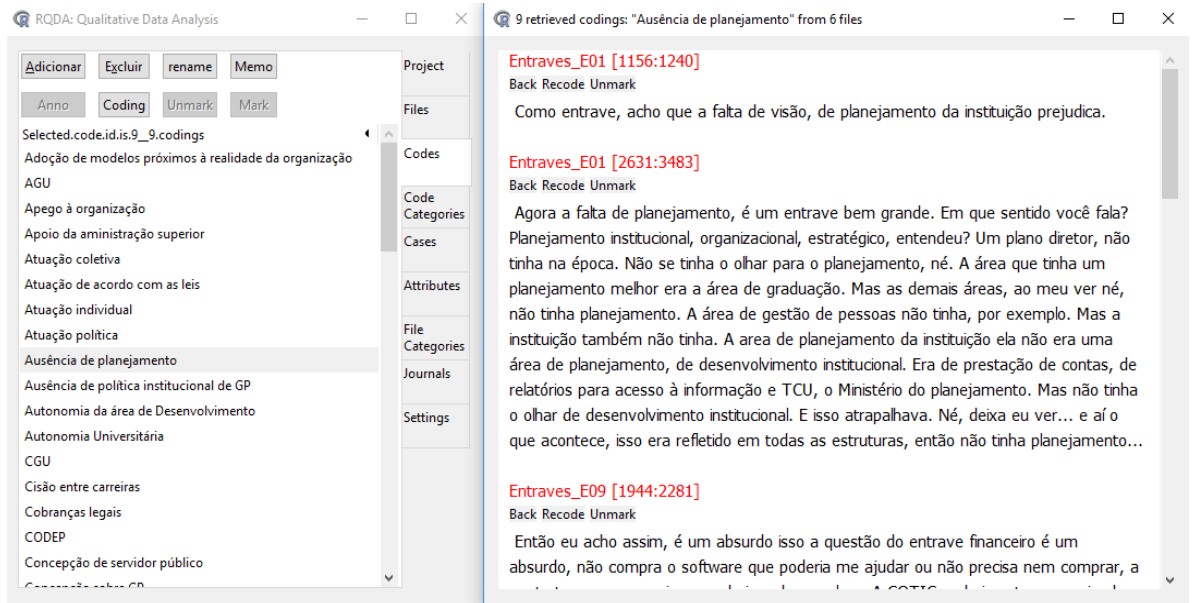 RQDA: Qualitative Data Analysis
Adicionar Excluir rename Memo
Anno Coding Unmark Mark
Selected.code.id.is.9__9.codings
Adoção de modelos próximos à realidade da organização
AGU
Apego à organização
Apoio da aministração superior
Atuação coletiva
Atuação de acordo com as leis
Atuação individual
Atuação política
Ausência de planejamento
Ausência de política institucional de GP
Autonomia da área de Desenvolvimento
Autonomia Universitária
CGU
Cisão entre carreiras
Cobranças legais
CODEP
Concepção de servidor público
Project
Files
Codes
Code
Categories
Cases
Attributes
File
Categories
Journals
Settings
9 retrieved codings: "Ausência de planejamento" from 6 files
Entraves_E01 [1156:1240]
Back Recode Unmark
Como entrave, acho que a falta de visão, de planejamento da instituição prejudica.
Entraves_E01 [2631:3483]
Back Recode Unmark
Agora a falta de planejamento, é um entrave bem grande. Em que sentido você fala?
Planejamento institucional, organizacional, estratégico, entendeu? Um plano diretor, não
tinha na época. Não se tinha o olhar para o planejamento, né. A área que tinha um
planejamento melhor era a área de graduação. Mas as demais áreas, ao meu ver né,
não tinha planejamento. A área de gestão de pessoas não tinha, por exemplo. Mas a
instituição também não tinha. A area de planejamento da instituição ela não era uma
área de planejamento, de desenvolvimento institucional. Era de prestação de contas, de
relatórios para acesso à informação e TCU, o Ministério do planejamento. Mas não tinha
o olhar de desenvolvimento institucional. E isso atrapalhava. Né, deixa eu ver... e aí o
que acontece, isso era refletido em todas as estruturas, então não tinha planejamento...
Entraves_E09 [1944:2281]
Back Recode Unmark
Então eu acho assim, é um absurdo isso a questão do entrave financeiro é um
absurdo, não compra o software que poderia me ajudar ou não precisa nem comprar, a